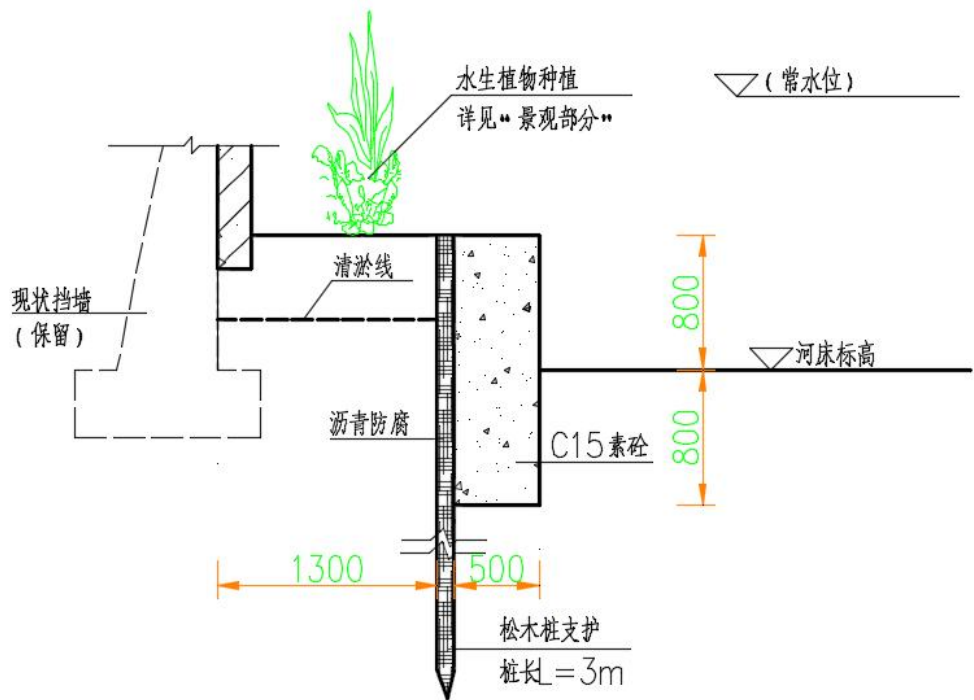 水生植物种植
详见“景观部分”
(常水位)
清淤线
现状挡墙
(保留)
800
河床标高
沥青防腐
C15素砼
800
1300
500
松木桩支护
桩长L=3m